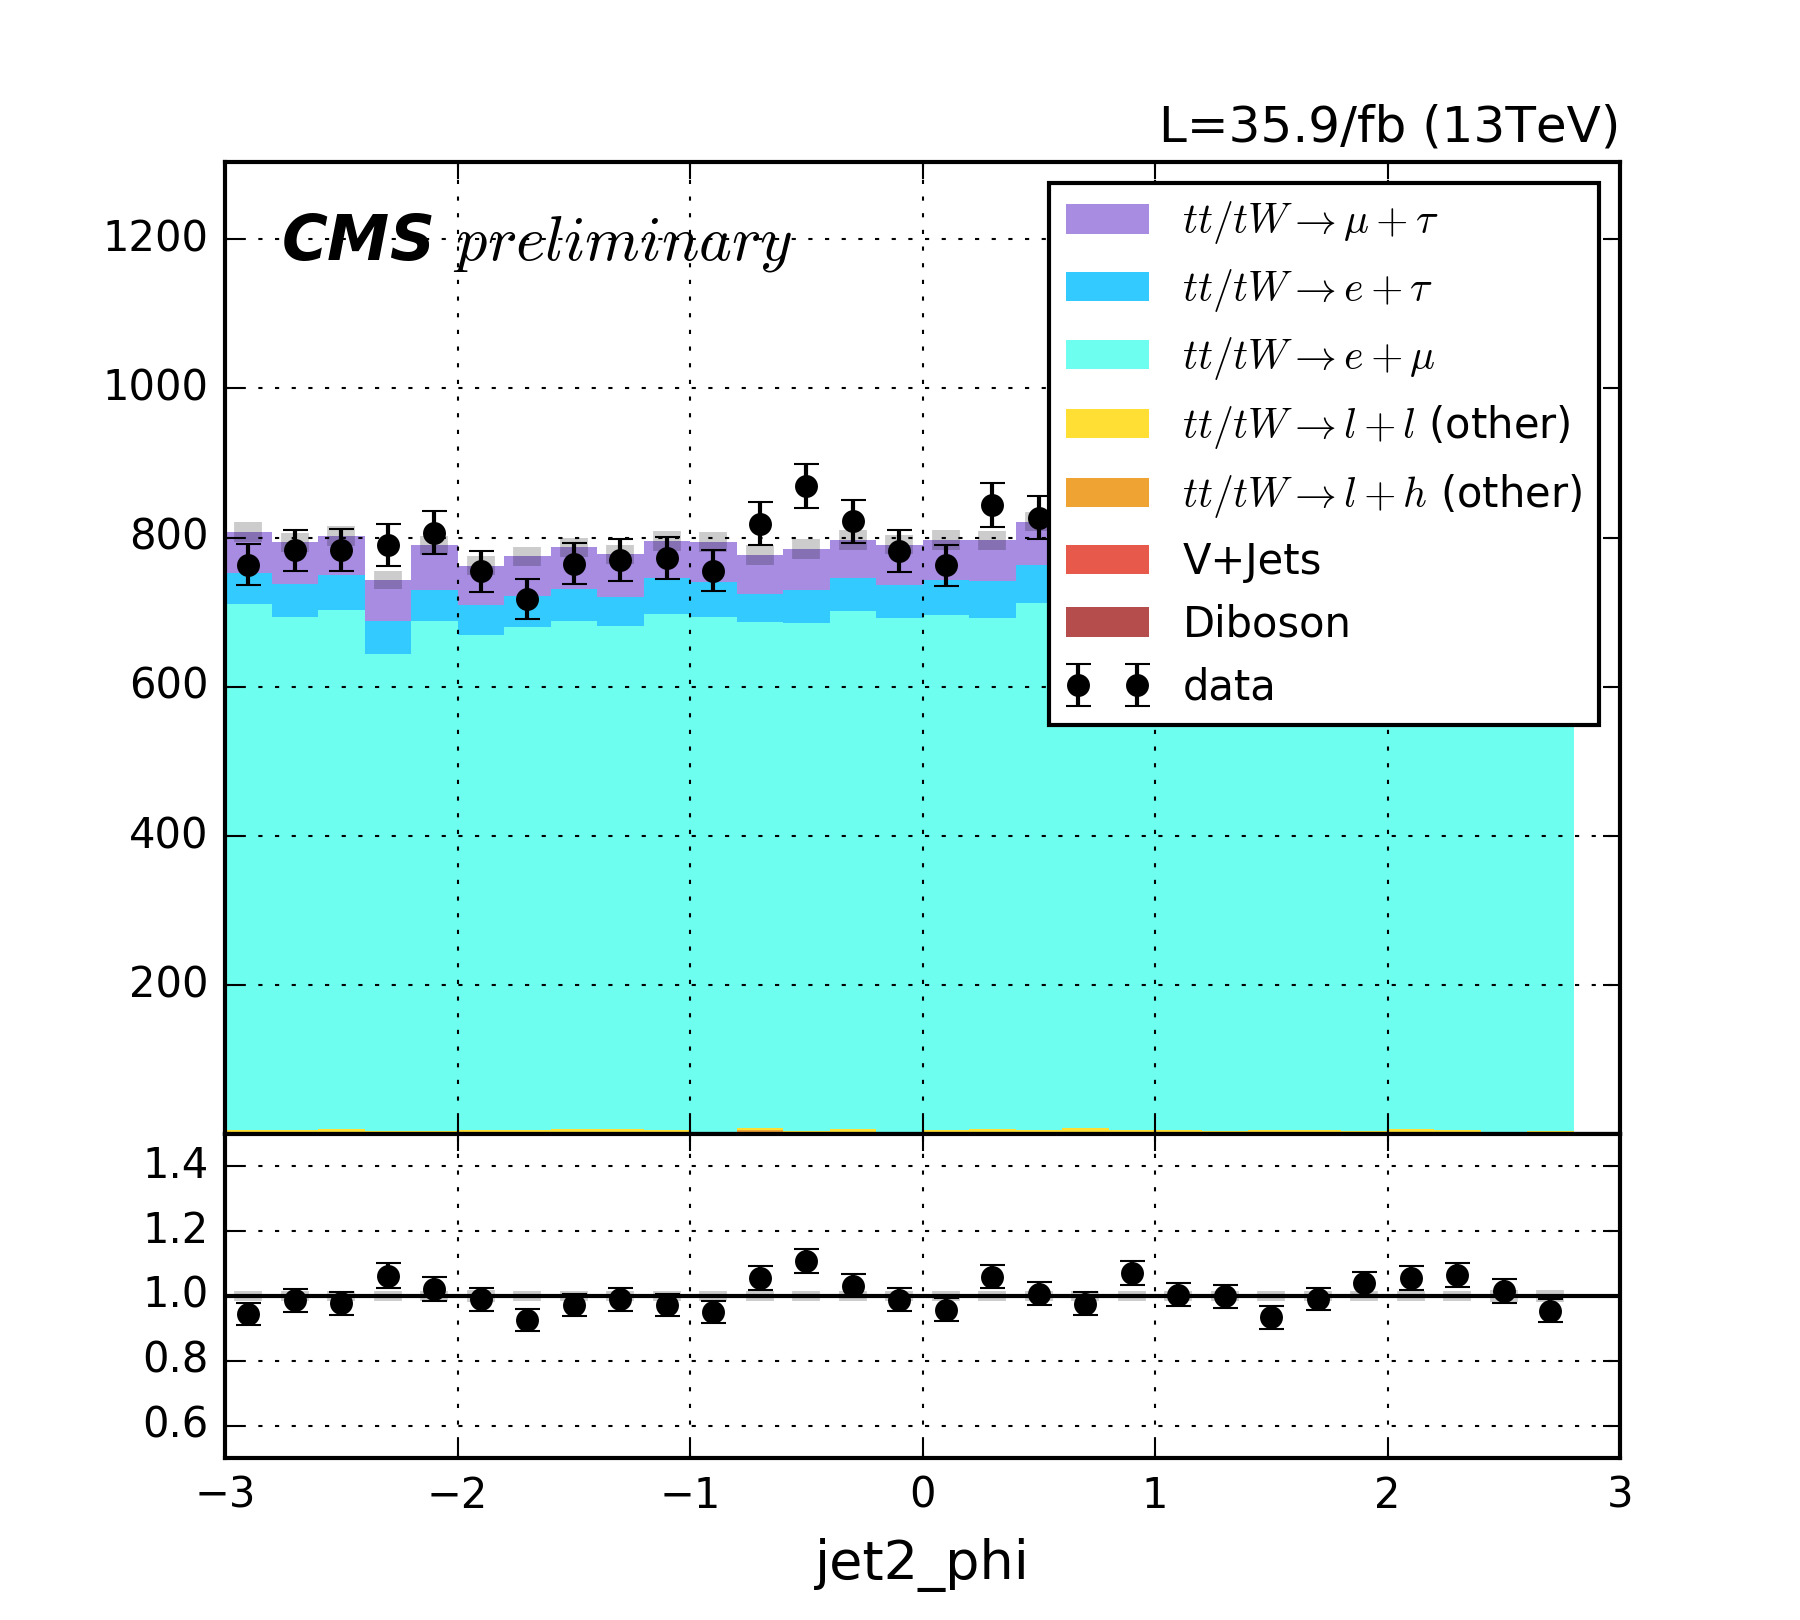 L=35.9/fb (13TeV)
CMS preliminary
tt/tW→μ+τ
tt/tW→e+τ
tt/tW→e+μ
tt/tW→l+l (other)
tt/tW→l+h (other)
V+Jets
Diboson
data
1200
1000
800
600
400
200
1.4
1.2
1.0
0.8
0.6
−3 −2 −1 0 1 2 3
jet2_phi